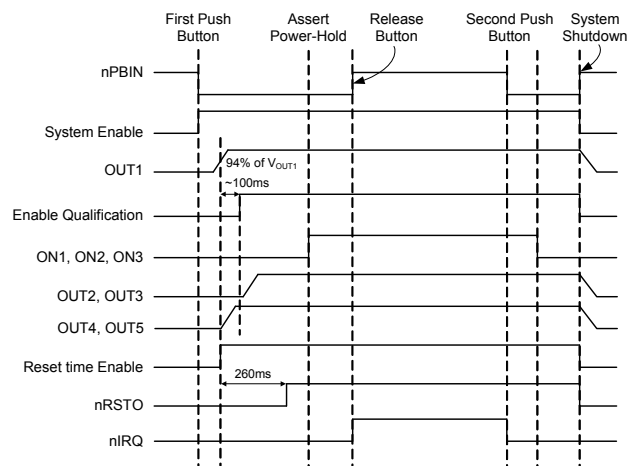 First Push
Button
Assert
Power-Hold
Release
Button
Second Push
Button
System
Shutdown
nPBIN
System Enable
OUT1
94% of VOUT1
~100ms
Enable Qualification
ON1, ON2, ON3
OUT2, OUT3
OUT4, OUT5
Reset time Enable
260ms
nRSTO
nIRQ